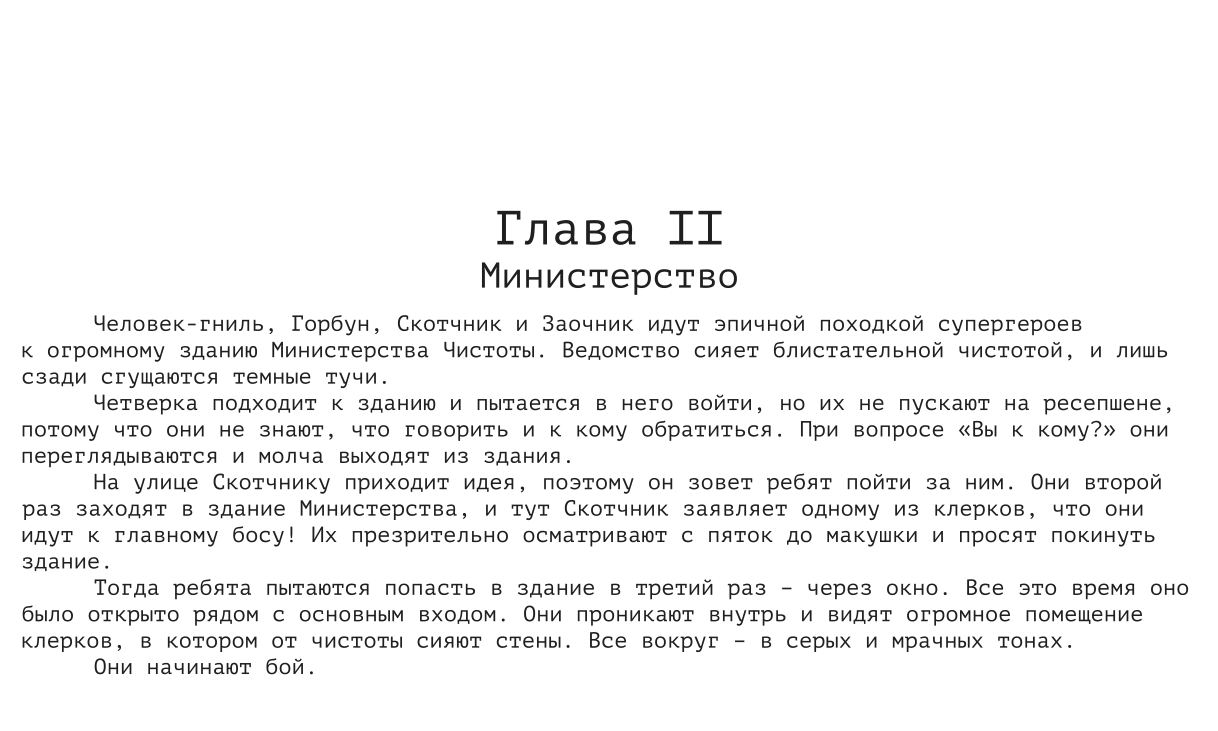 Глава II
Министерство
Человек-гниль, Горбун, Скотчник и Заочник идут эпичной походкой супергероев
к огромному зданию Министерства Чистоты. Ведомство сияет блистательной чистотой, и лишь
сзади сгущаются темные тучи.
Четверка подходит к зданию и пытается в него войти, но их не пускают на ресепшене,
потому что они не знают, что говорить и к кому обратиться. При вопросе «Вы к кому?» они
переглядываются и молча выходят из здания.
На улице Скотчнику приходит идея, поэтому он зовет ребят пойти за ним. Они второй
раз заходят в здание Министерства, и тут Скотчник заявляет одному из клерков, что они
идут к главному босу! Их презрительно осматривают с пяток до макушки и просят покинуть
здание.
Тогда ребята пытаются попасть в здание в третий раз – через окно. Все это время оно
было открыто рядом с основным входом. Они проникают внутрь и видят огромное помещение
клерков, в котором от чистоты сияют стены. Все вокруг – в серых и мрачных тонах.
Они начинают бой.